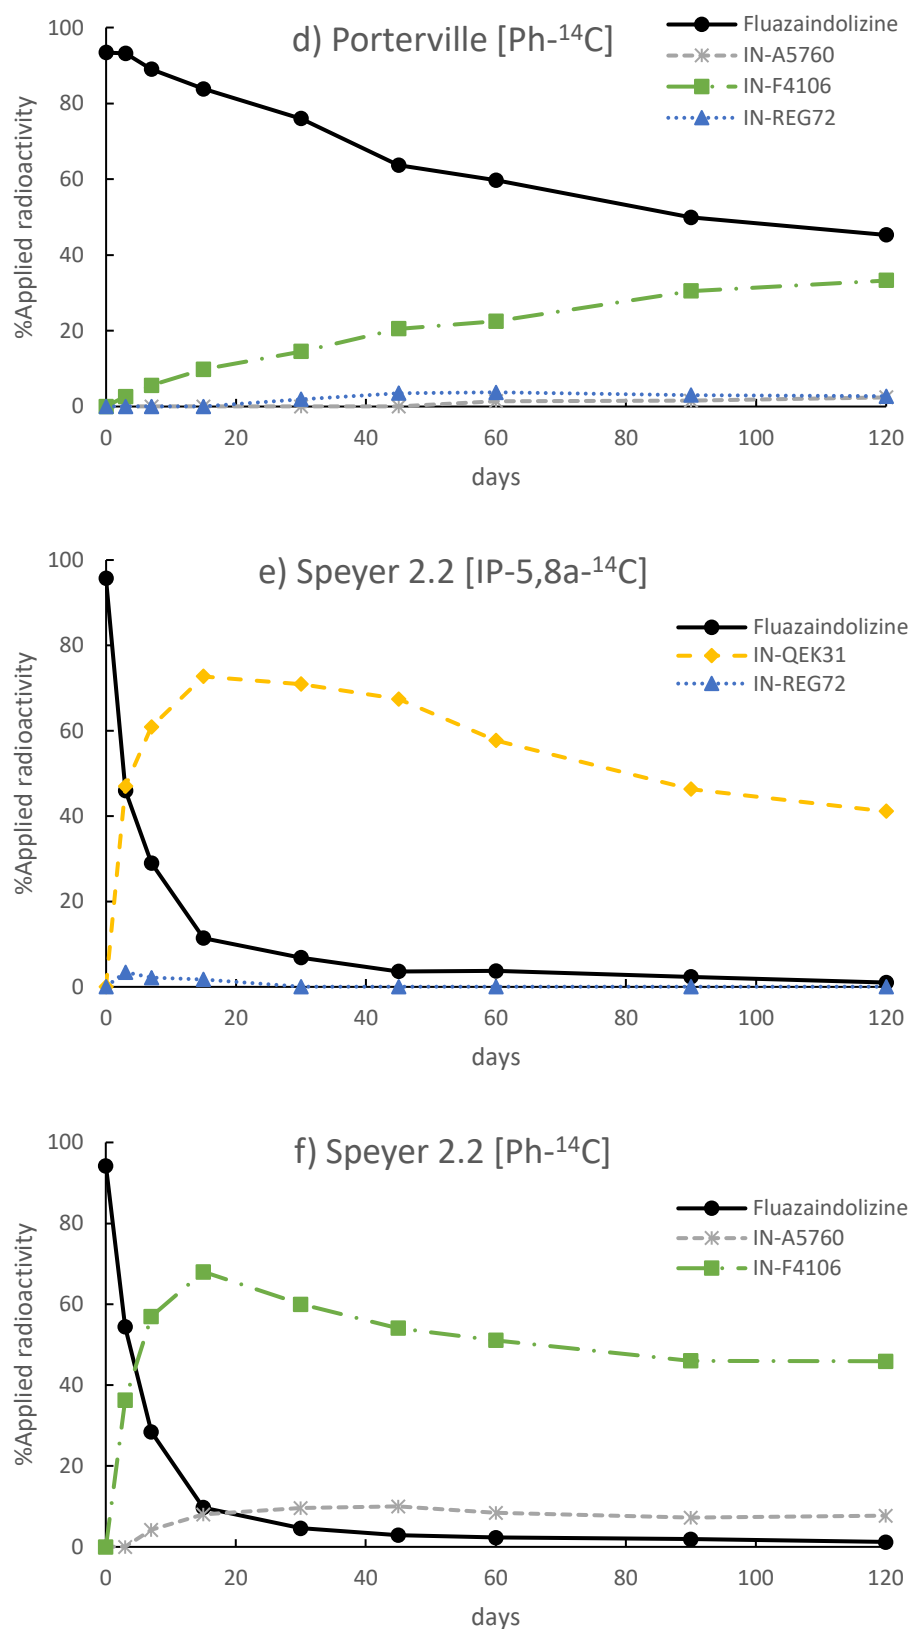 d) Porterville [Ph-¹⁴C]
Fluazaindolizine
IN-A5760
IN-F4106
IN-REG72
%Applied radioactivity
100
80
60
40
20
0
0 20 40 60 80 100 120
days
e) Speyer 2.2 [IP-5,8a-¹⁴C]
Fluazaindolizine
IN-QEK31
IN-REG72
%Applied radioactivity
100
80
60
40
20
0
0 20 40 60 80 100 120
days
f) Speyer 2.2 [Ph-¹⁴C]
Fluazaindolizine
IN-A5760
IN-F4106
%Applied radioactivity
100
80
60
40
20
0
0 20 40 60 80 100 120
days